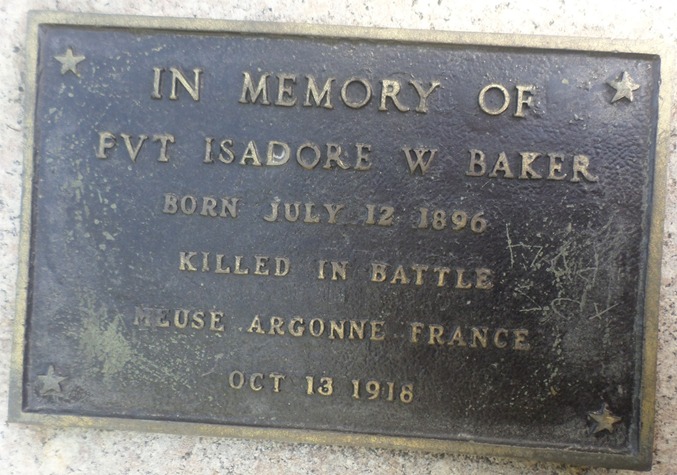 IN MEMORY OF
PVT ISADORE W BAKER
BORN JULY 12 1896
KILLED IN BATTLE
MEUSE ARGONNE FRANCE
OCT 13 1918